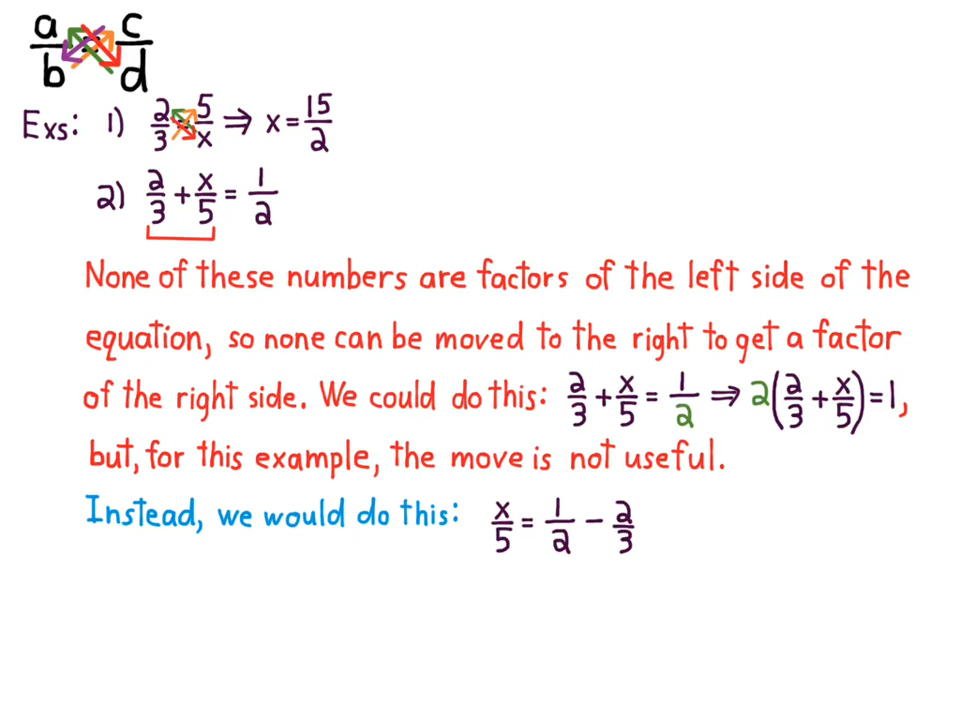 a/b = c/d
Exs: 1) 2/3 = 5/x ⇒ x = 15/2
2) 2/3 + x/5 = 1/2
None of these numbers are factors of the left side of the
equation, so none can be moved to the right to get a factor
of the right side. We could do this: 2/3 + x/5 = 1/2 ⇒ 2(2/3 + x/5) = 1,
but, for this example, the move is not useful.
Instead, we would do this: x/5 = 1/2 − 2/3